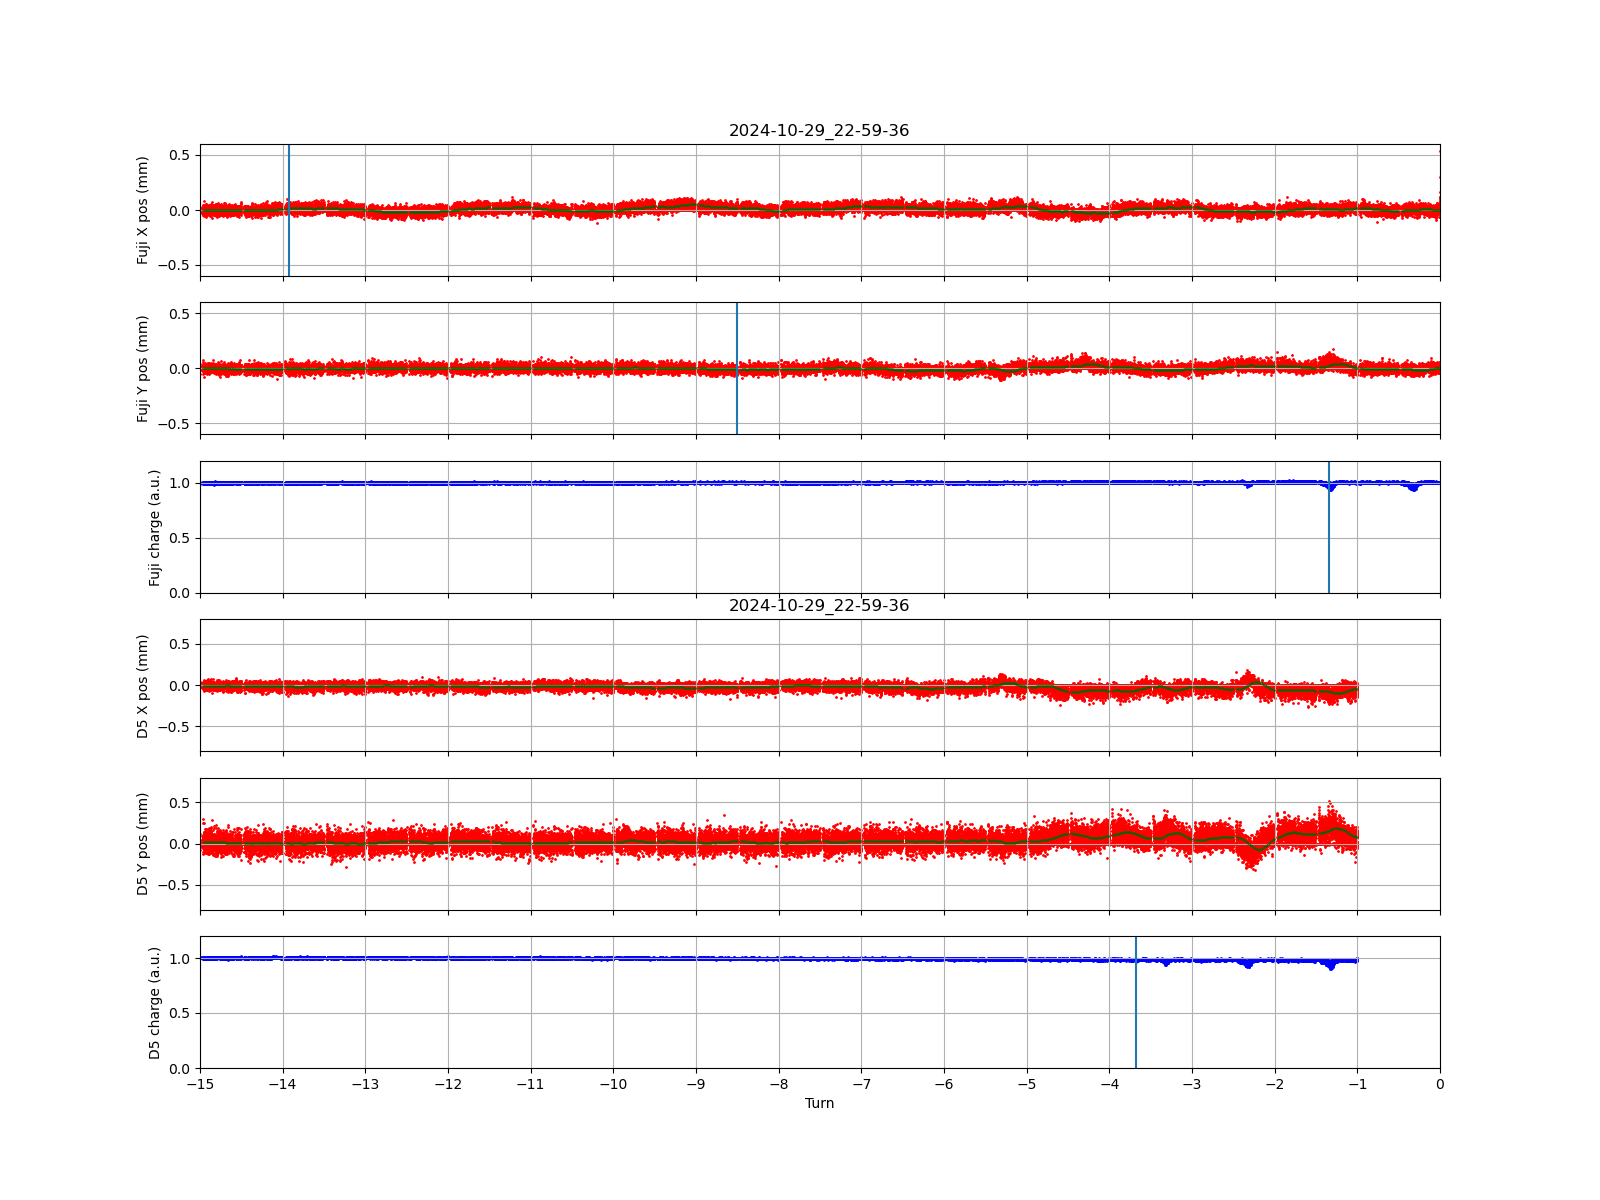 2024-10-29_22-59-36
0.5
0.0
−0.5
Fuji X pos (mm)
0.5
0.0
−0.5
Fuji Y pos (mm)
1.0
0.5
0.0
Fuji charge (a.u.)
2024-10-29_22-59-36
0.5
0.0
−0.5
D5 X pos (mm)
0.5
0.0
−0.5
D5 Y pos (mm)
1.0
0.5
0.0
D5 charge (a.u.)
−15 −14 −13 −12 −11 −10 −9 −8 −7 −6 −5 −4 −3 −2 −1 0
Turn